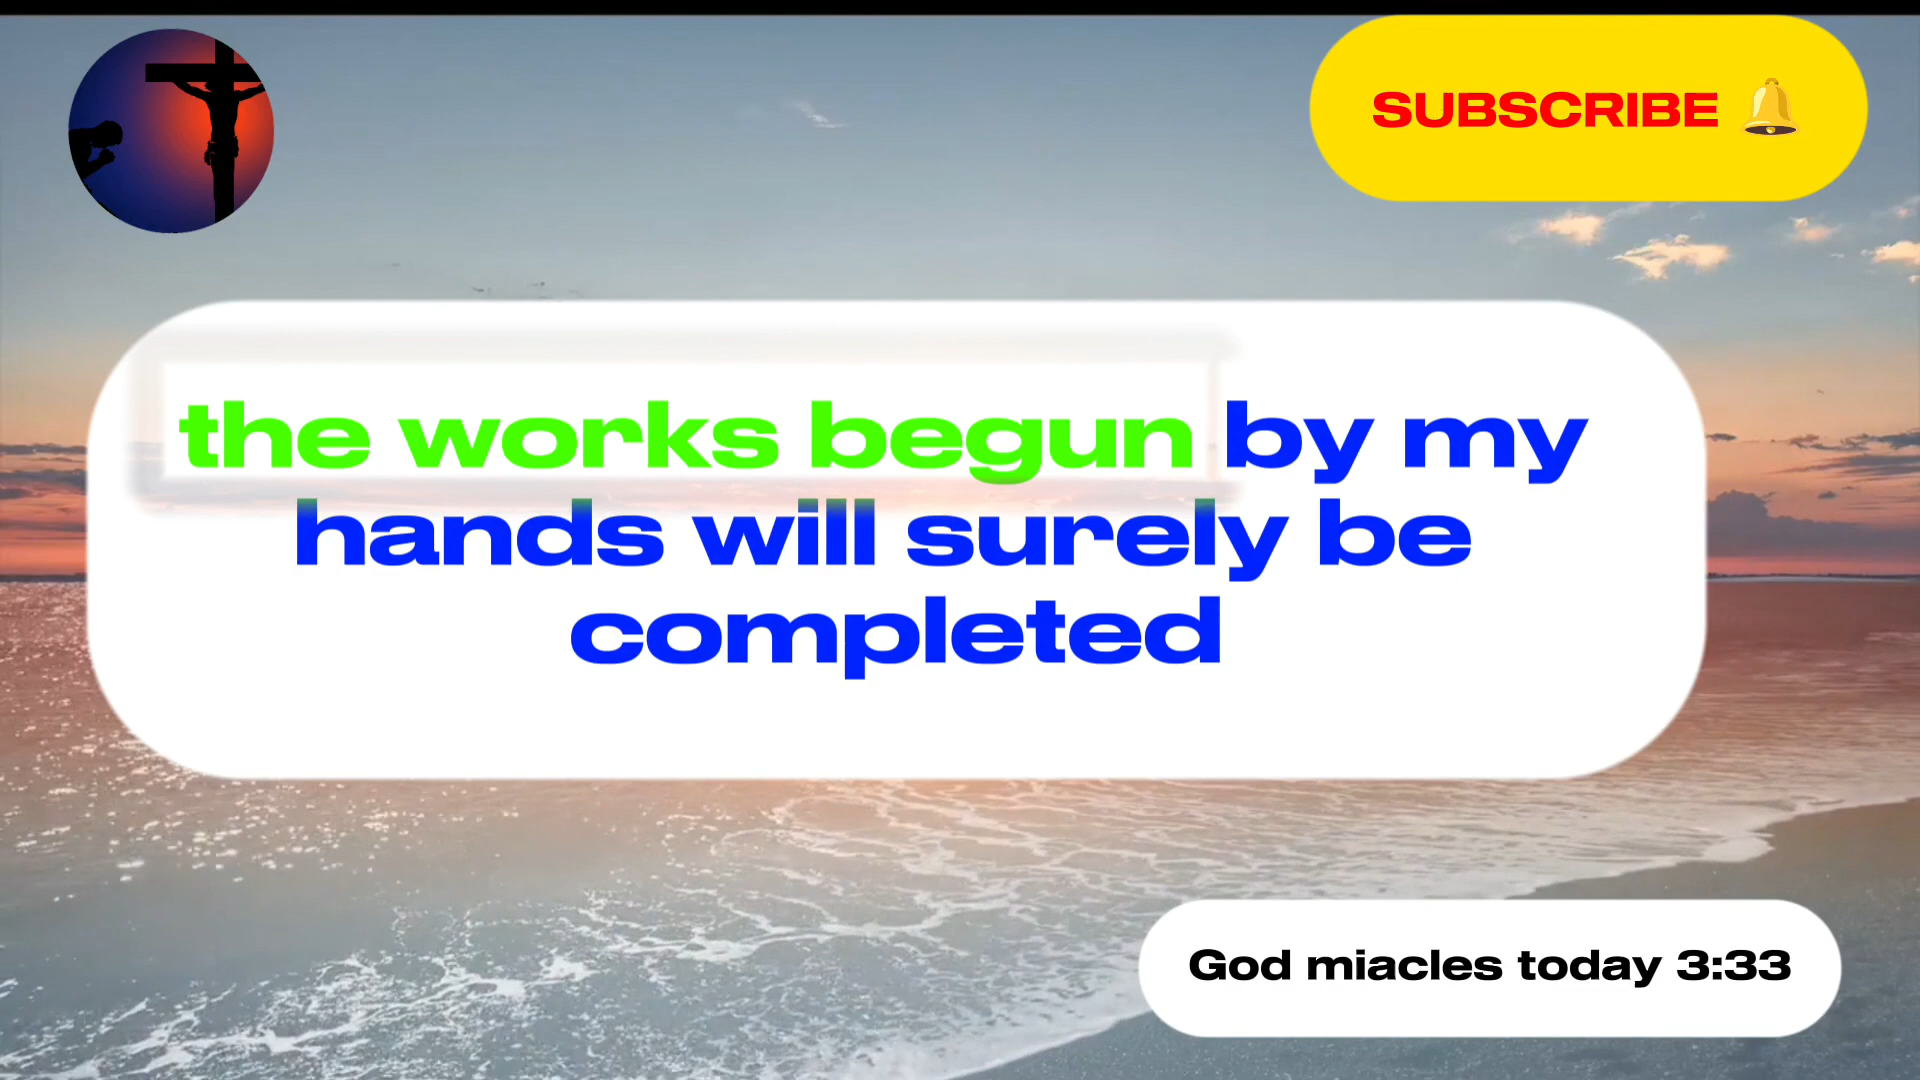 SUBSCRIBE 🔔
the works begun by my
hands will surely be
completed
God miacles today 3:33